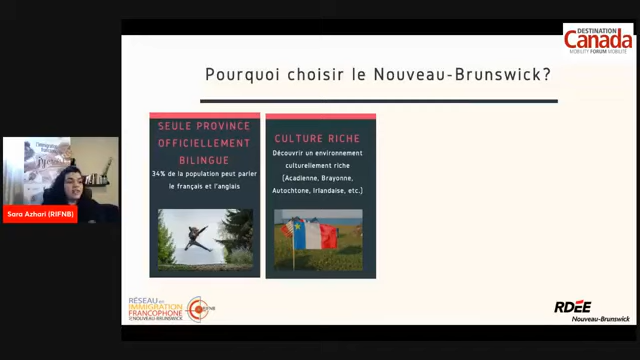 DESTINATION
Canada
MOBILITY FORUM MOBILITÉ
Pourquoi choisir le Nouveau-Brunswick?
SEULE PROVINCE
OFFICIELLEMENT
BILINGUE
34% de la population peut parler
le français et l'anglais
CULTURE RICHE
Découvrir un environnement
culturellement riche
(Acadienne, Brayonne,
Autochtone, Irlandaise, etc.)
Sara Azhari (RIFNB)
RÉSEAU en
IMMIGRATION
FRANCOPHONE
du NOUVEAU-BRUNSWICK
RIFNB
RDÉE
Nouveau-Brunswick